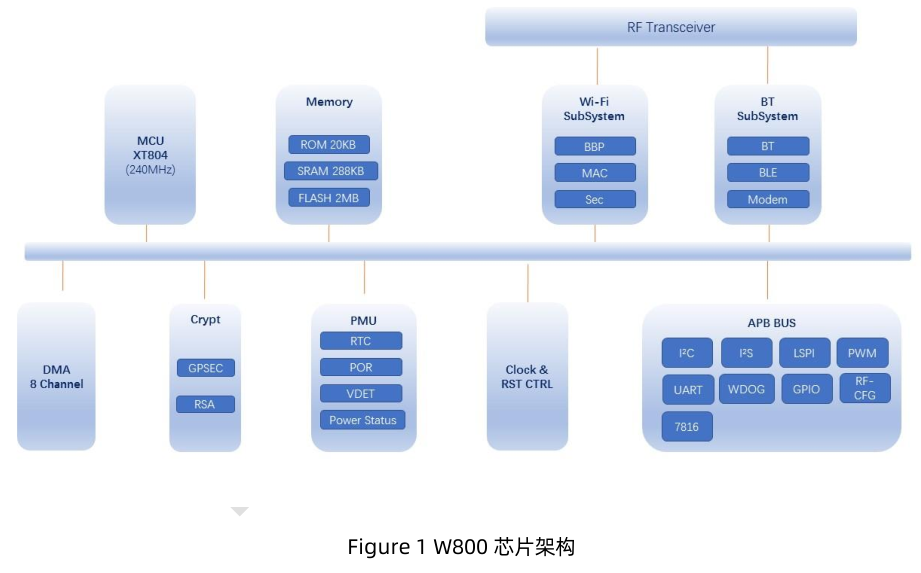 RF Transceiver
MCU
XT804
(240MHz)
Memory
ROM 20KB
SRAM 288KB
FLASH 2MB
Wi-Fi
SubSystem
BBP
MAC
Sec
BT
SubSystem
BT
BLE
Modem
DMA
8 Channel
Crypt
GPSEC
RSA
PMU
RTC
POR
VDET
Power Status
Clock &
RST CTRL
APB BUS
I²C
I²S
LSPI
PWM
UART
WDOG
GPIO
RF-
CFG
7816
Figure 1 W800 芯片架构